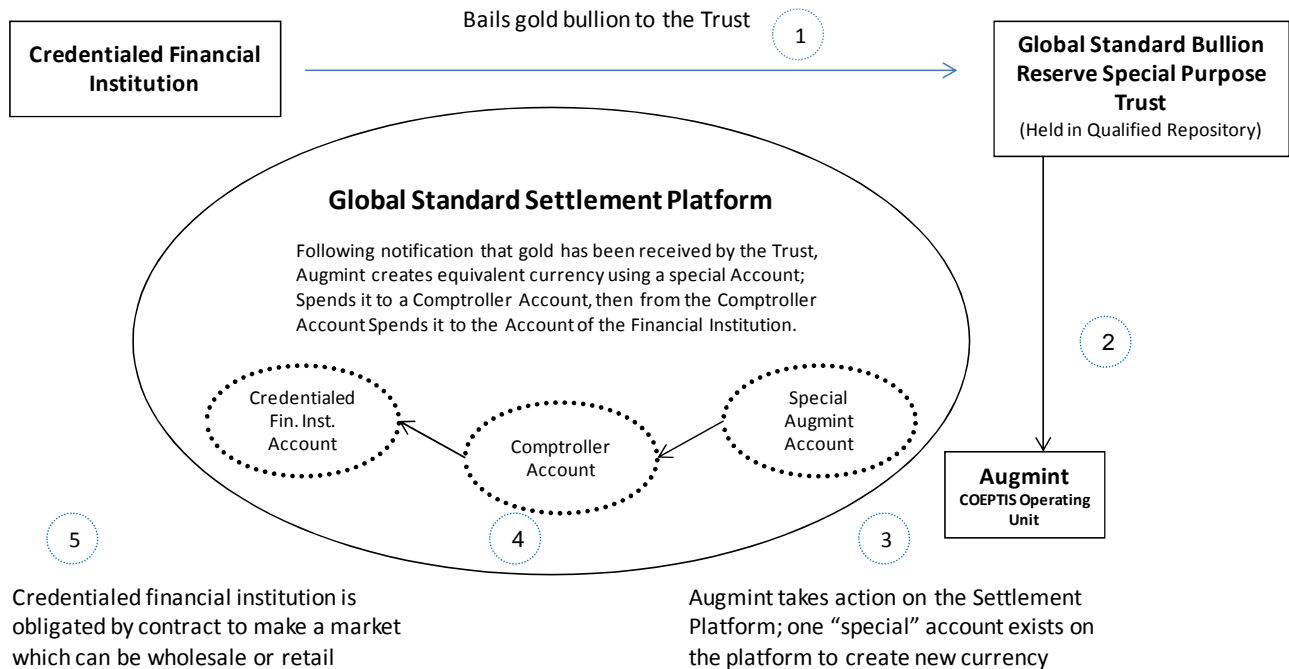 Bails gold bullion to the Trust
1
Credentialed Financial
Institution
Global Standard Bullion
Reserve Special Purpose
Trust
(Held in Qualified Repository)
Global Standard Settlement Platform
Following notification that gold has been received by the Trust,
Augmint creates equivalent currency using a special Account;
Spends it to a Comptroller Account, then from the Comptroller
Account Spends it to the Account of the Financial Institution.
2
Credentialed
Fin. Inst.
Account
Comptroller
Account
Special
Augmint
Account
Augmint
COEPTIS Operating
Unit
5
4
3
Credentialed financial institution is
obligated by contract to make a market
which can be wholesale or retail
Augmint takes action on the Settlement
Platform; one “special” account exists on
the platform to create new currency